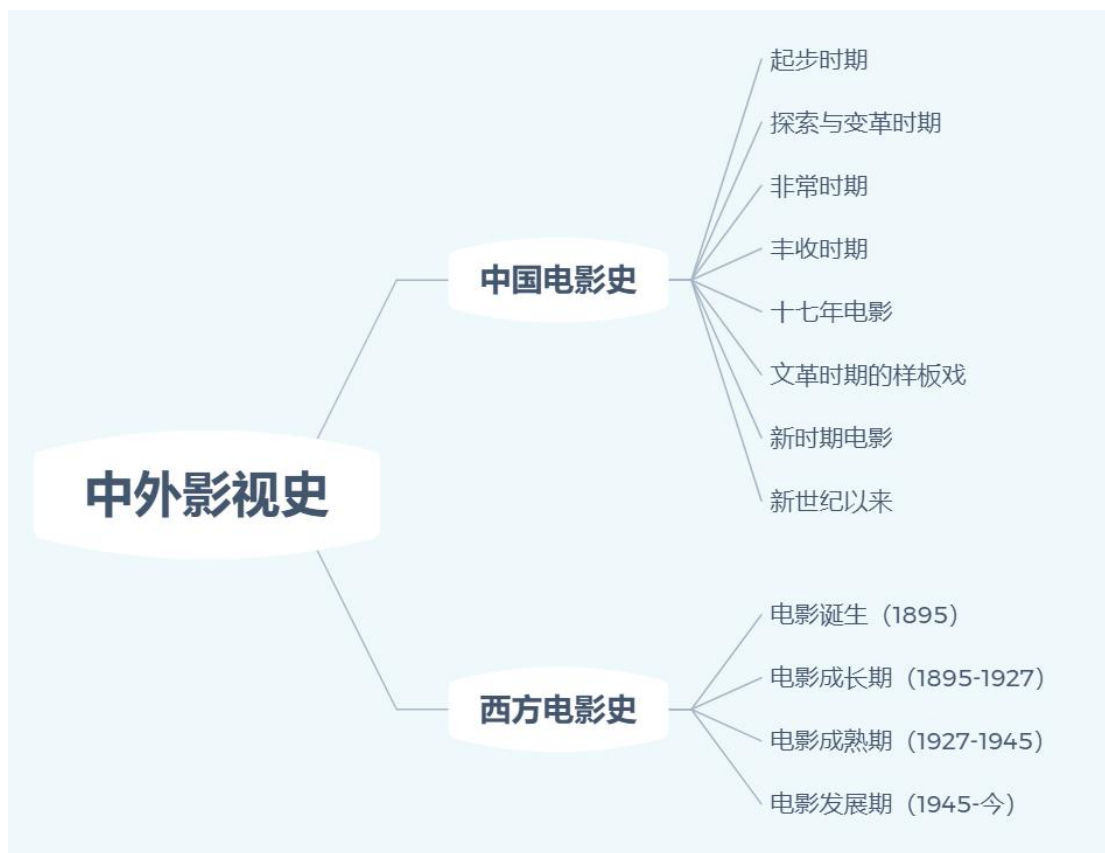 中外影视史
中国电影史
起步时期
探索与变革时期
非常时期
丰收时期
十七年电影
文革时期的样板戏
新时期电影
新世纪以来
西方电影史
电影诞生（1895）
电影成长期（1895-1927）
电影成熟期（1927-1945）
电影发展期（1945-今）